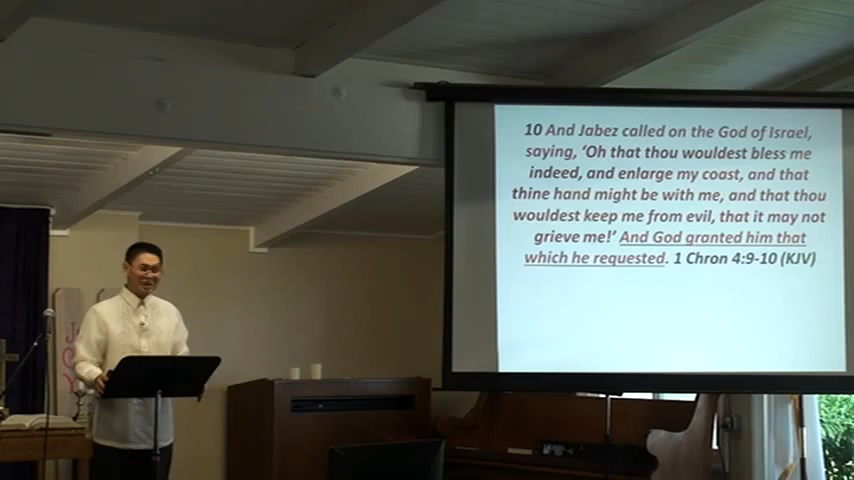 10 And Jabez called on the God of Israel,
saying, ‘Oh that thou wouldest bless me
indeed, and enlarge my coast, and that
thine hand might be with me, and that thou
wouldest keep me from evil, that it may not
grieve me!’ And God granted him that
which he requested. 1 Chron 4:9-10 (KJV)